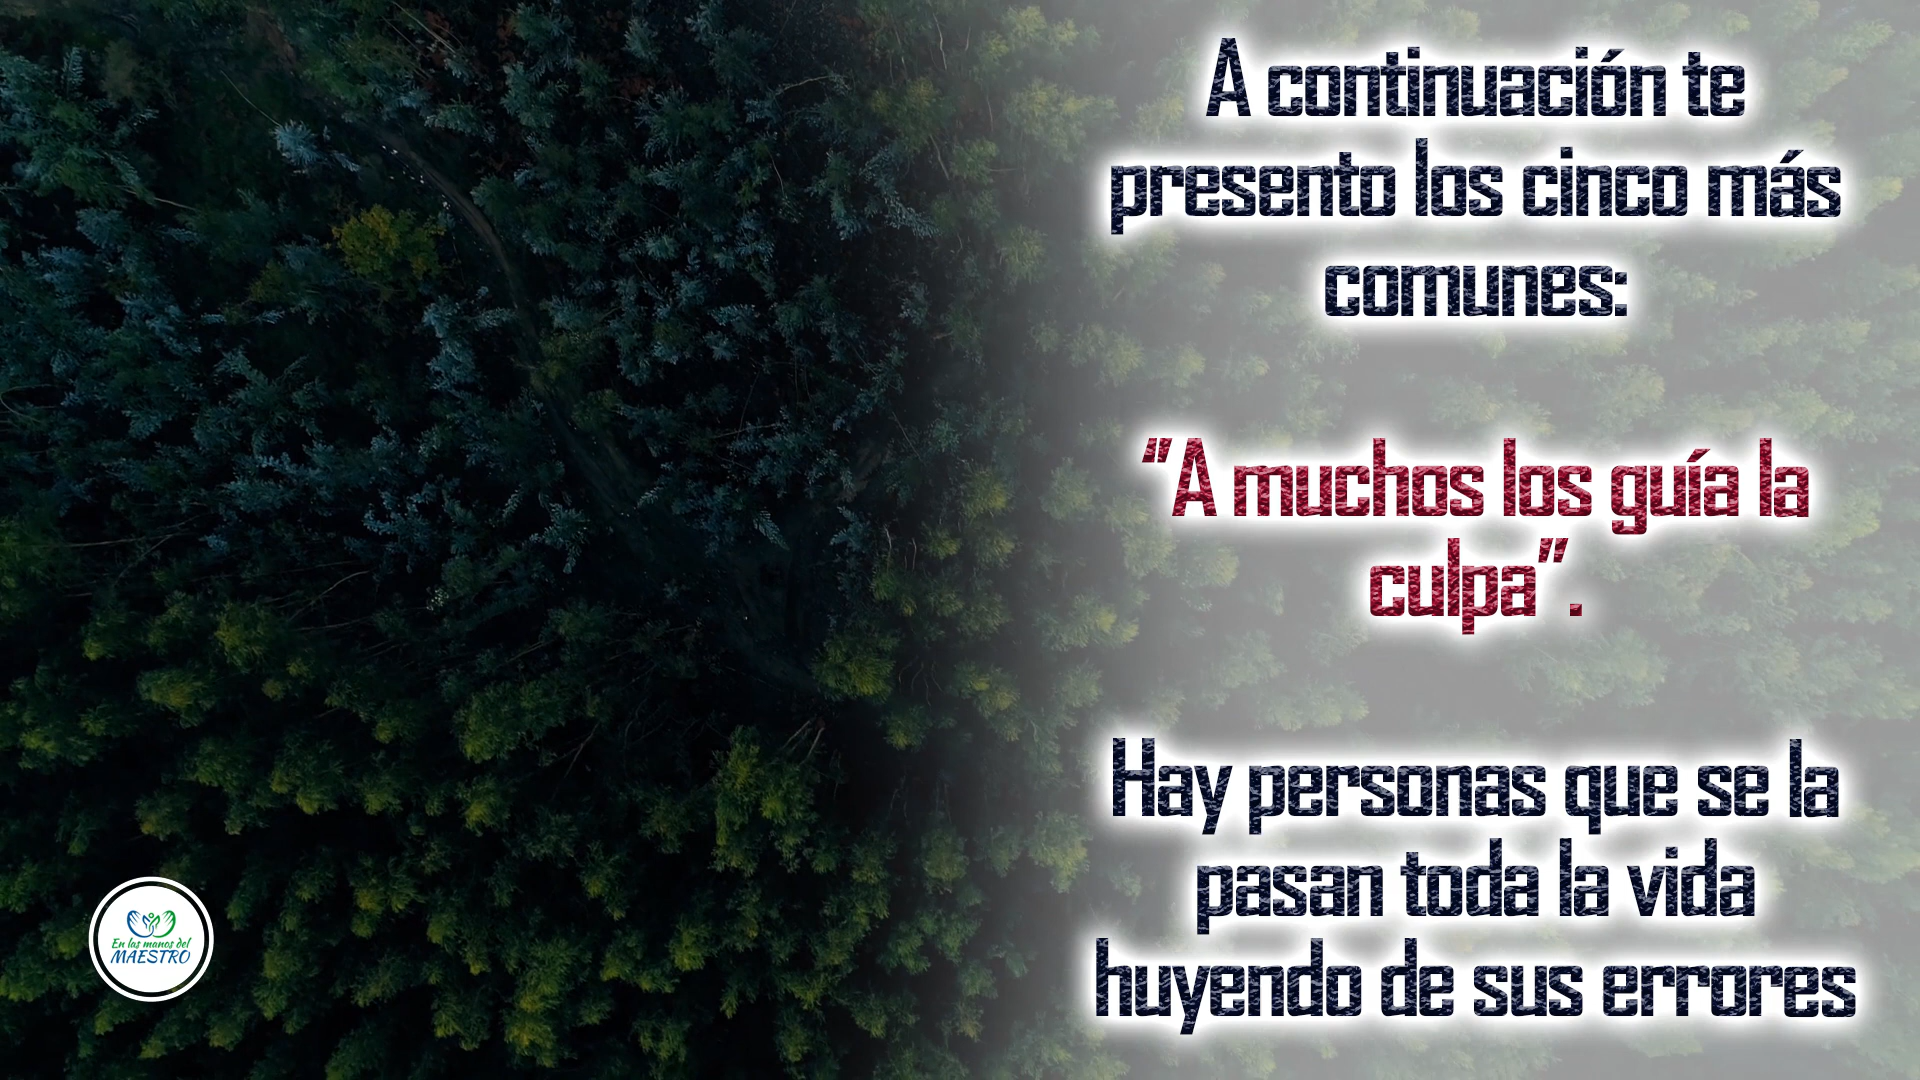 A continuación te
presento los cinco más
comunes:
"A muchos los guía la
culpa".
Hay personas que se la
pasan toda la vida
huyendo de sus errores
En las manos del
MAESTRO